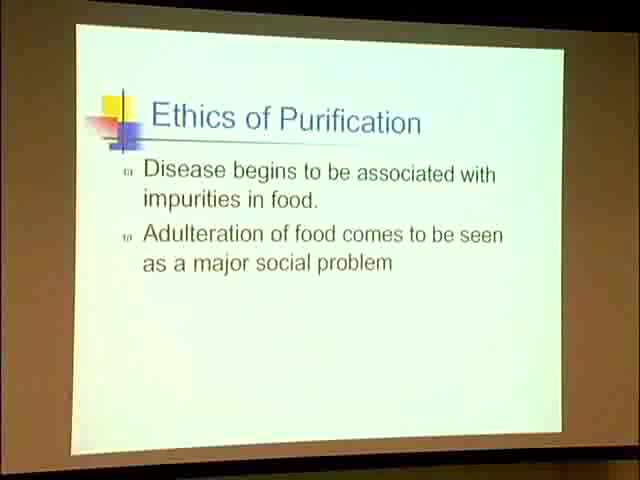 Ethics of Purification
Disease begins to be associated with
impurities in food.
Adulteration of food comes to be seen
as a major social problem